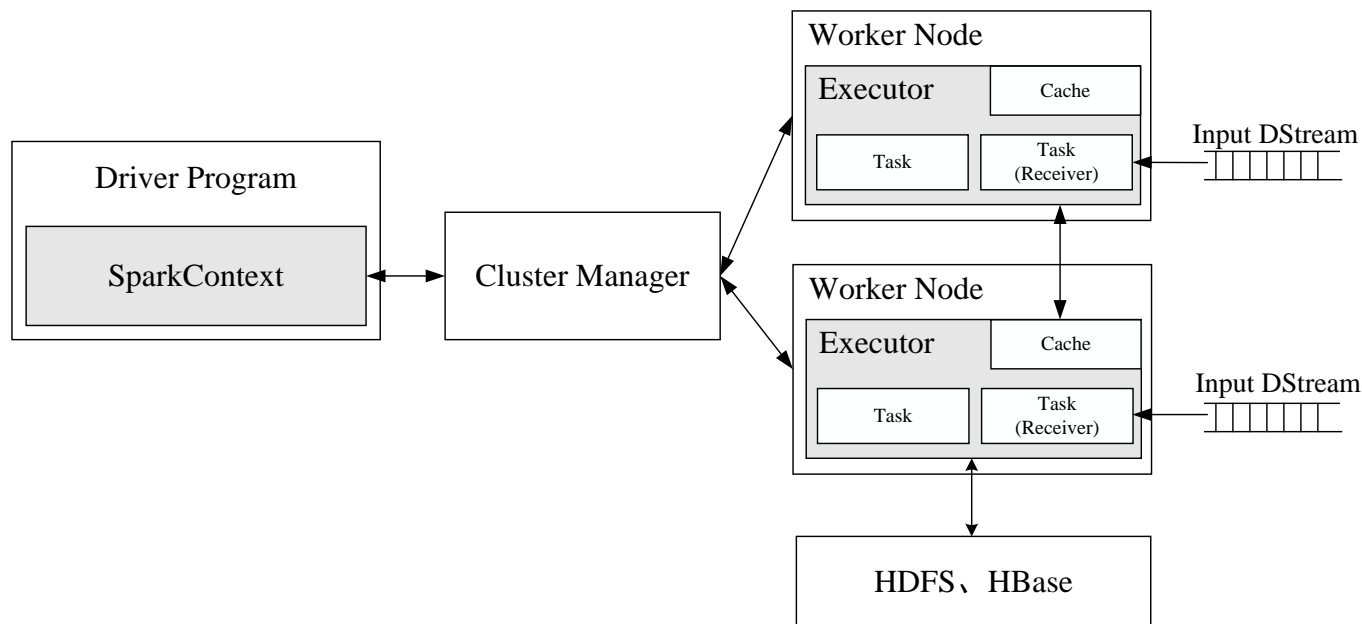 Driver Program
SparkContext
Cluster Manager
Worker Node
Executor
Cache
Task
Task
(Receiver)
Input DStream
Worker Node
Executor
Cache
Task
Task
(Receiver)
Input DStream
HDFS、HBase